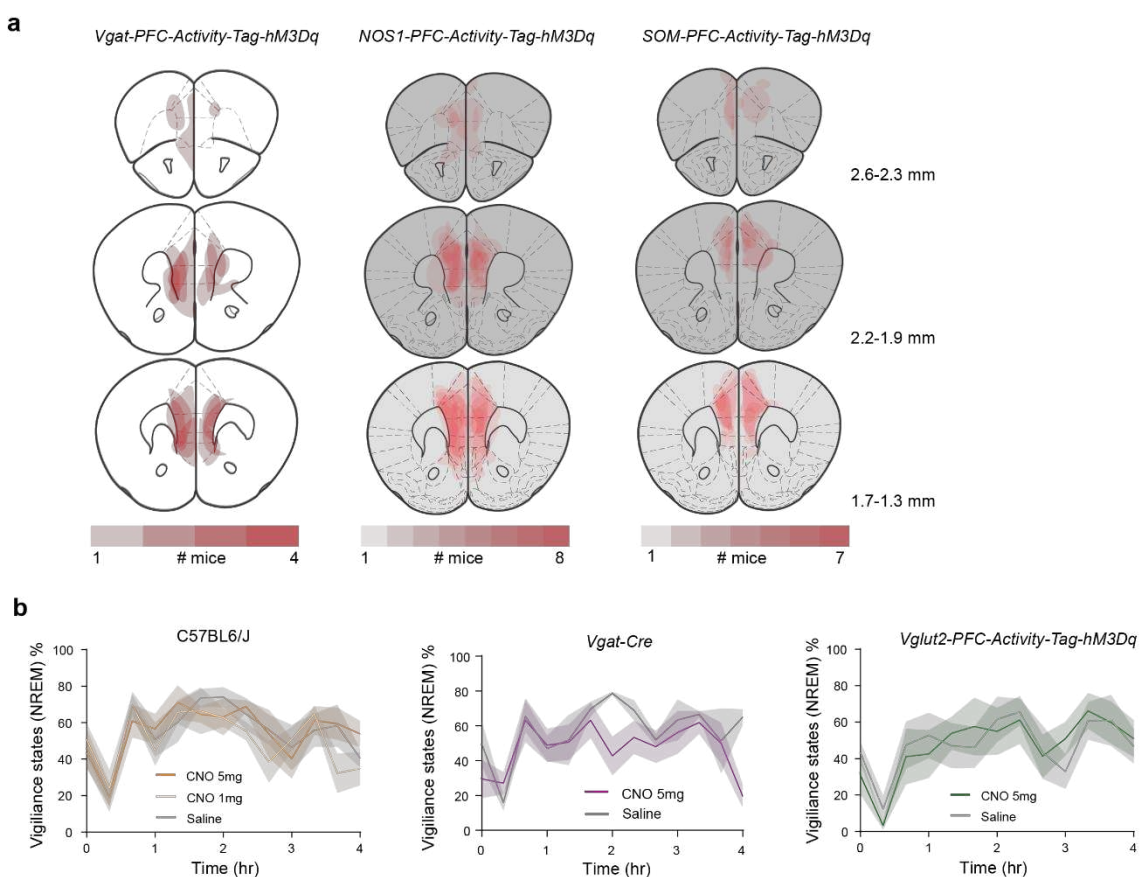 a
Vgat-PFC-Activity-Tag-hM3Dq NOS1-PFC-Activity-Tag-hM3Dq SOM-PFC-Activity-Tag-hM3Dq
2.6-2.3 mm
2.2-1.9 mm
1.7-1.3 mm
1 # mice 4
1 # mice 8
1 # mice 7
b
C57BL6/J
Vigiliance states (NREM) %
100
80
60
40
20
0
CNO 5mg
CNO 1mg
Saline
0 1 2 3 4
Time (hr)
Vgat-Cre
Vigiliance states (NREM) %
100
80
60
40
20
0
CNO 5mg
Saline
0 1 2 3 4
Time (hr)
Vglut2-PFC-Activity-Tag-hM3Dq
Vigiliance states (NREM) %
100
80
60
40
20
0
CNO 5mg
Saline
0 1 2 3 4
Time (hr)